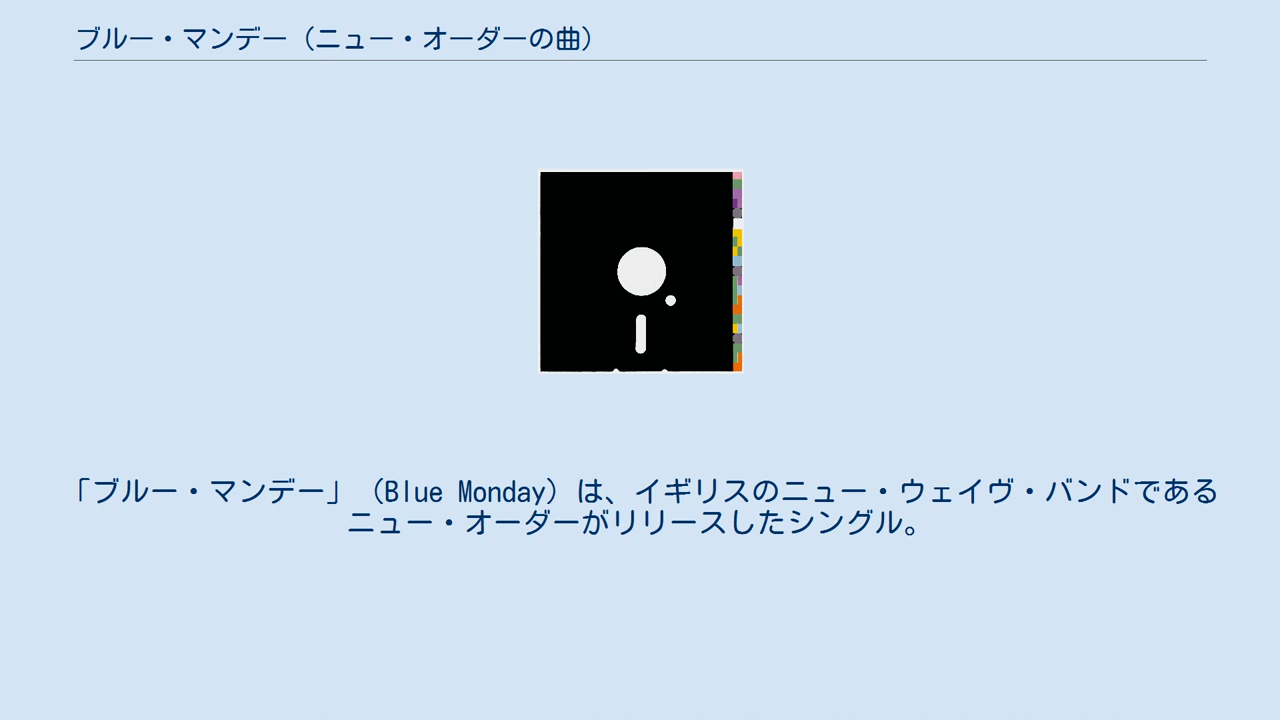 ブルー・マンデー（ニュー・オーダーの曲）
「ブルー・マンデー」（Blue Monday）は、イギリスのニュー・ウェイヴ・バンドである
ニュー・オーダーがリリースしたシングル。